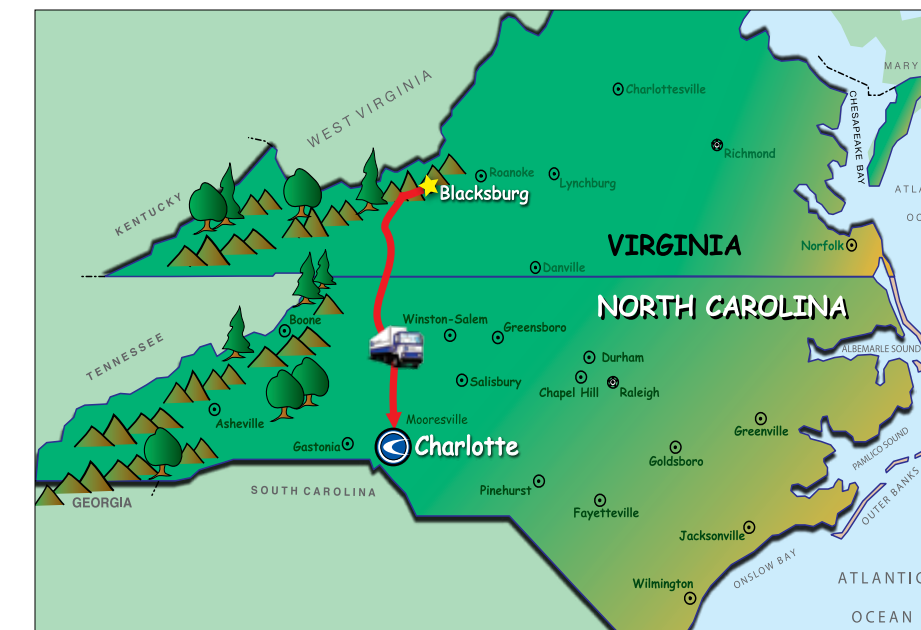 MARY
WEST VIRGINIA
Charlottesville
CHESAPEAKE BAY
Richmond
Roanoke
Lynchburg
Blacksburg
KENTUCKY
ATLA
OC
VIRGINIA
Norfolk
Danville
NORTH CAROLINA
Boone
Winston-Salem
Greensboro
TENNESSEE
ALBEMARLE SOUND
Durham
Salisbury
Chapel Hill
Raleigh
Asheville
Mooresville
Greenville
Gastonia
Charlotte
PAMLICO SOUND
Goldsboro
SOUTH CAROLINA
Pinehurst
GEORGIA
OUTER BANKS
Fayetteville
Jacksonville
ONSLOW BAY
Wilmington
ATLANTIC
OCEAN